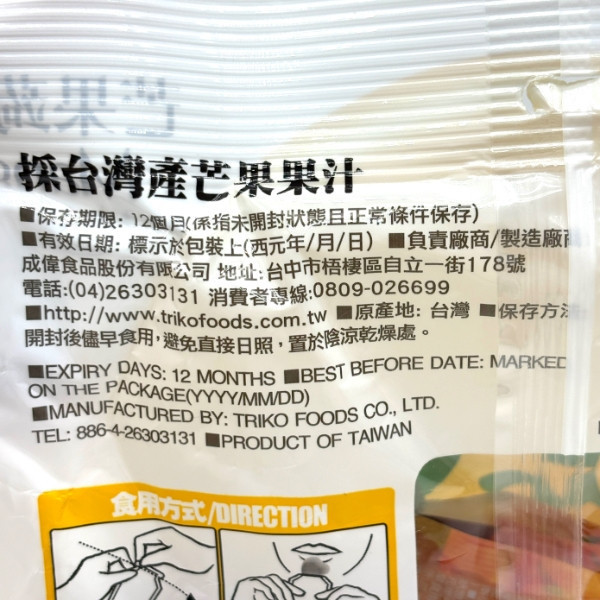 芒果
採台灣產芒果果汁
■保存期限: 12個月(係指未開封狀態且正常條件保存)
■有效日期: 標示於包裝上(西元年/月/日) ■負責廠商/製造廠商
成偉食品股份有限公司 地址:台中市梧棲區自立一街178號
電話:(04)26303131 消費者專線:0809-026699
■http://www.trikofoods.com.tw ■原產地: 台灣 ■保存方法
開封後儘早食用,避免直接日照,置於陰涼乾燥處。
■EXPIRY DAYS: 12 MONTHS ■BEST BEFORE DATE: MARKED
ON THE PACKAGE(YYYY/MM/DD)
■MANUFACTURED BY: TRIKO FOODS CO., LTD.
TEL: 886-4-26303131 ■PRODUCT OF TAIWAN
食用方式/DIRECTION